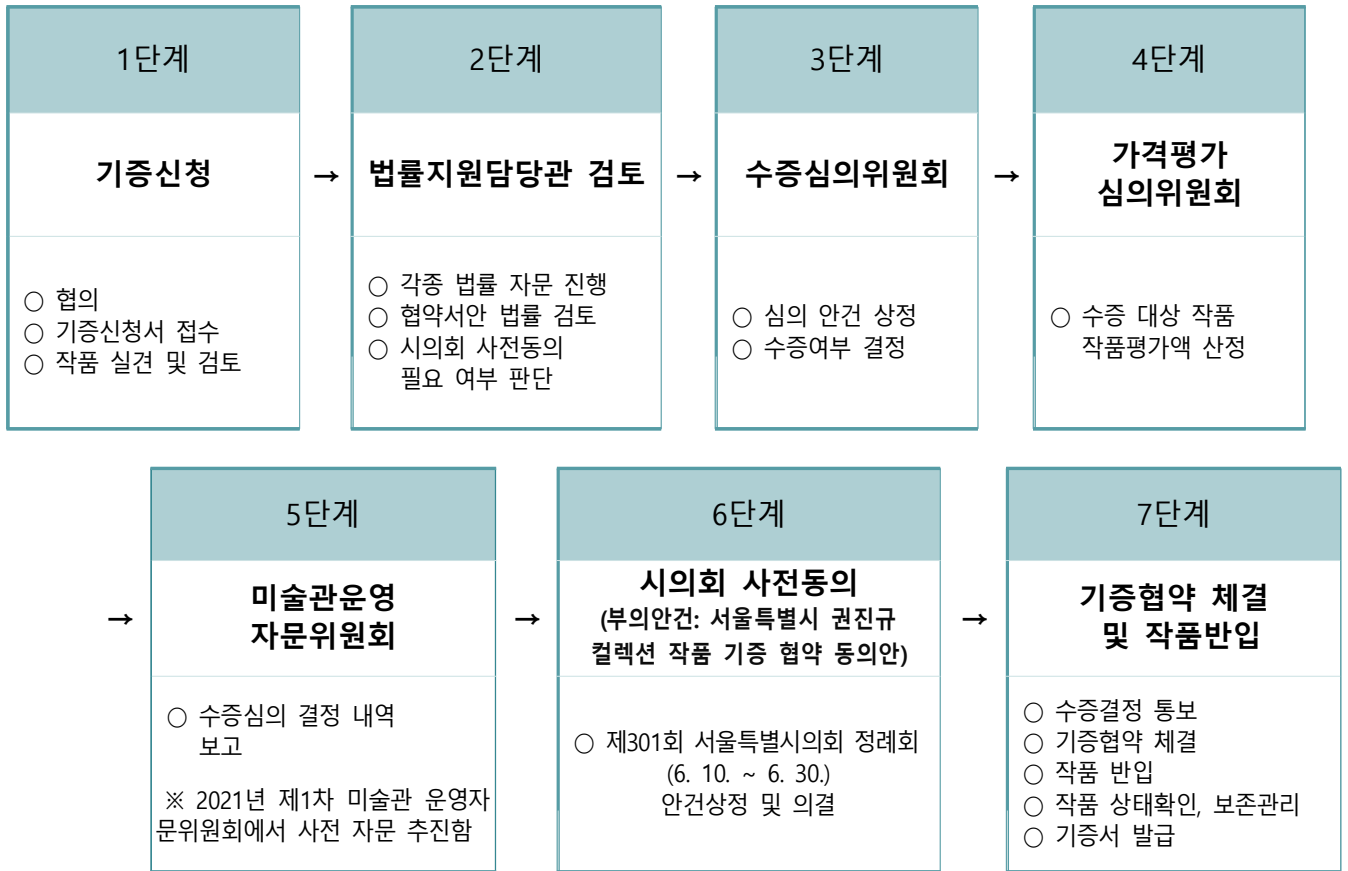 1단계
기증신청
○ 협의
○ 기증신청서 접수
○ 작품 실견 및 검토
→
2단계
법률지원담당관 검토
○ 각종 법률 자문 진행
○ 협약서안 법률 검토
○ 시의회 사전동의
필요 여부 판단
→
3단계
수증심의위원회
○ 심의 안건 상정
○ 수증여부 결정
→
4단계
가격평가
심의위원회
○ 수증 대상 작품
작품평가액 산정
→
5단계
미술관운영
자문위원회
○ 수증심의 결정 내역
보고
※ 2021년 제1차 미술관 운영자
문위원회에서 사전 자문 추진함
→
6단계
시의회 사전동의
(부의안건: 서울특별시 권진규
컬렉션 작품 기증 협약 동의안)
○ 제301회 서울특별시의회 정례회
(6. 10. ~ 6. 30.)
안건상정 및 의결
→
7단계
기증협약 체결
및 작품반입
○ 수증결정 통보
○ 기증협약 체결
○ 작품 반입
○ 작품 상태확인, 보존관리
○ 기증서 발급